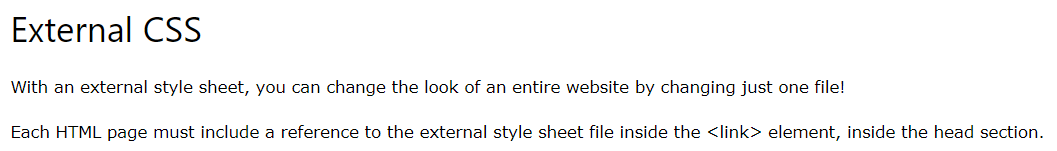 External CSS
With an external style sheet, you can change the look of an entire website by changing just one file!
Each HTML page must include a reference to the external style sheet file inside the <link> element, inside the head section.